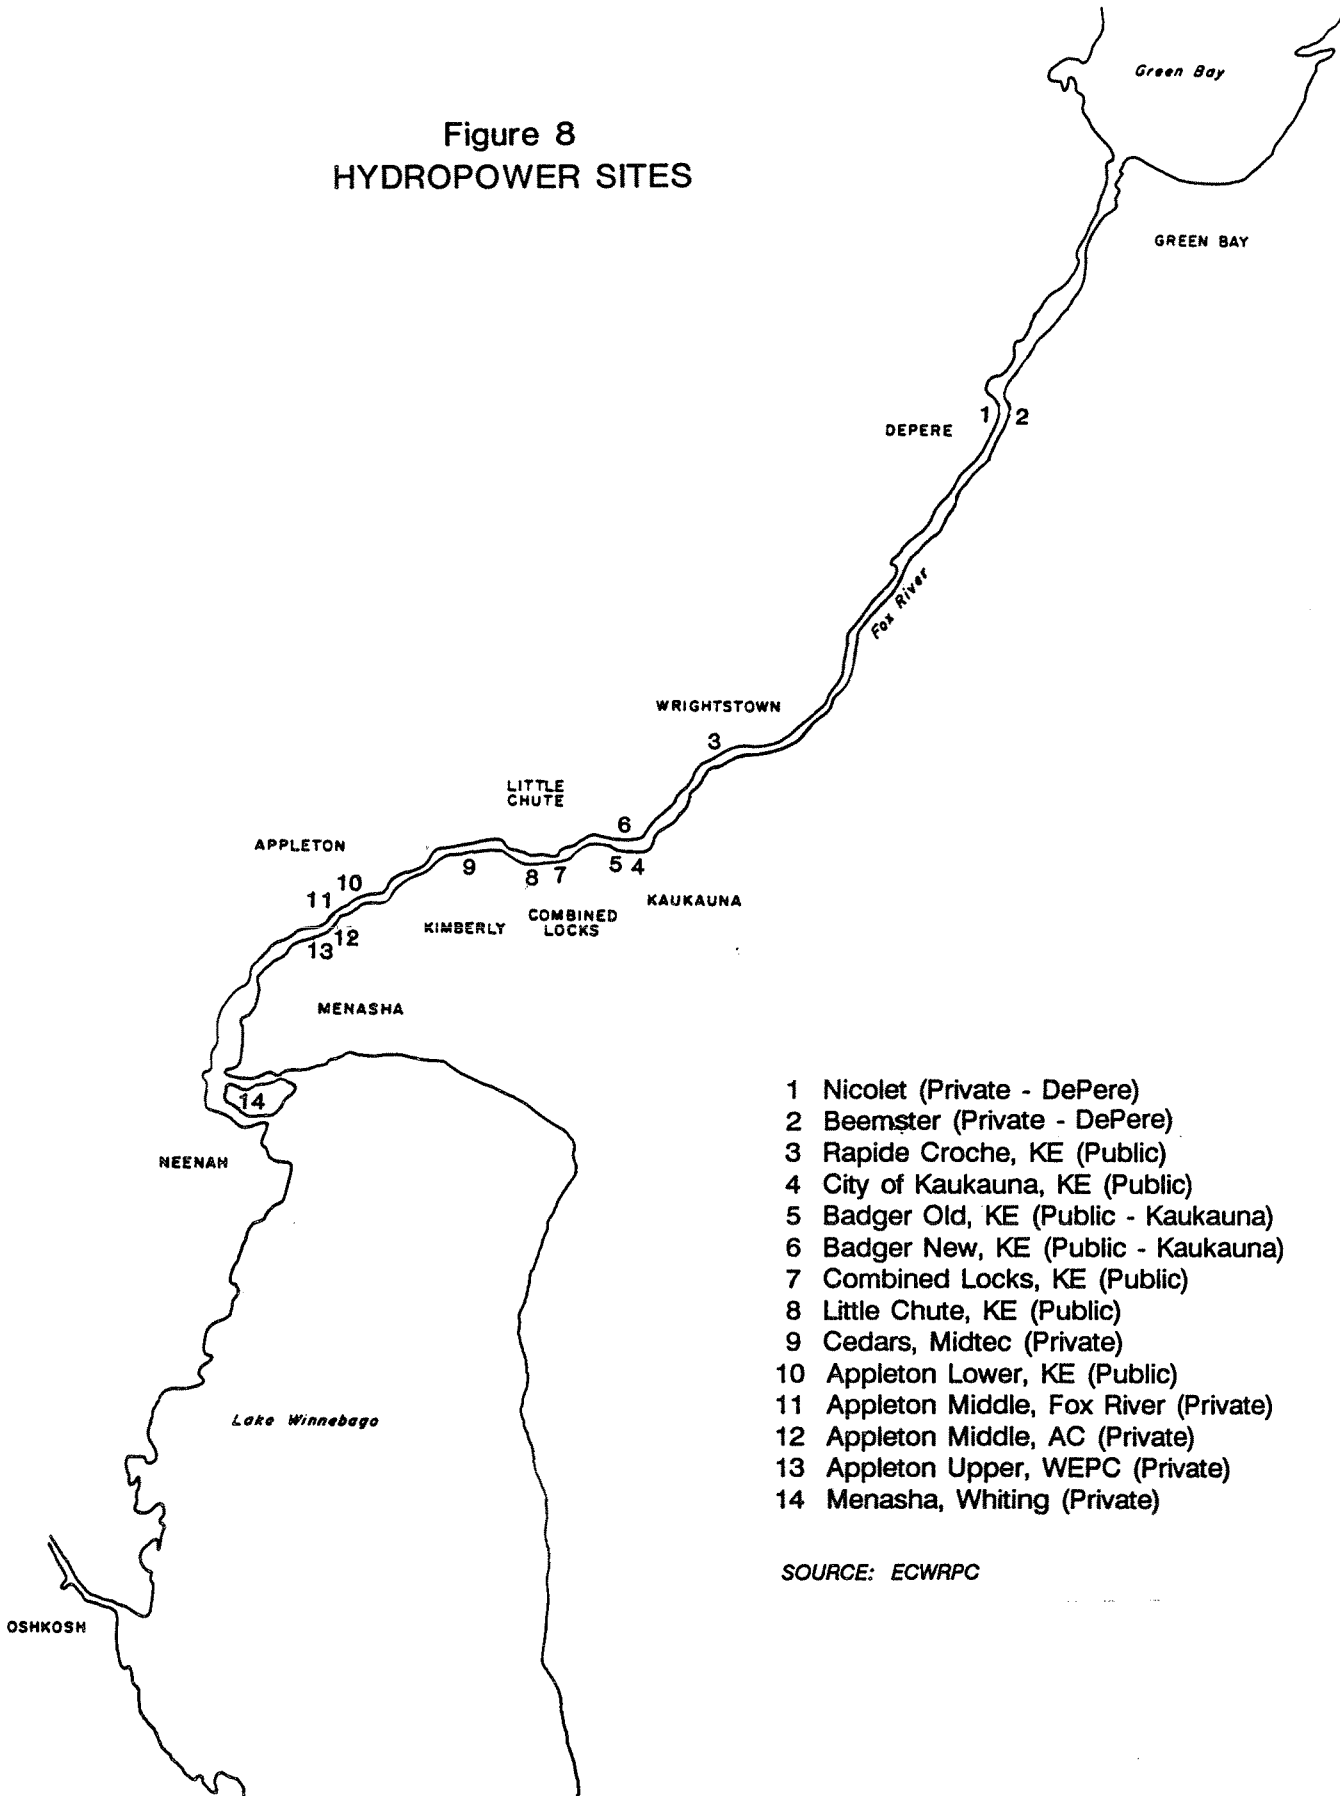 Green Bay
Figure 8
HYDROPOWER SITES
GREEN BAY
1
2
DEPERE
Fox River
WRIGHTSTOWN
3
LITTLE
CHUTE
6
APPLETON
9
8
7
5
4
10
11
KAUKAUNA
COMBINED
LOCKS
KIMBERLY
12
13
MENASHA
14
NEENAH
1 Nicolet (Private - DePere)
2 Beemster (Private - DePere)
3 Rapide Croche, KE (Public)
4 City of Kaukauna, KE (Public)
5 Badger Old, KE (Public - Kaukauna)
6 Badger New, KE (Public - Kaukauna)
7 Combined Locks, KE (Public)
8 Little Chute, KE (Public)
9 Cedars, Midtec (Private)
10 Appleton Lower, KE (Public)
11 Appleton Middle, Fox River (Private)
12 Appleton Middle, AC (Private)
13 Appleton Upper, WEPC (Private)
14 Menasha, Whiting (Private)
Lake Winnebago
SOURCE: ECWRPC
OSHKOSH